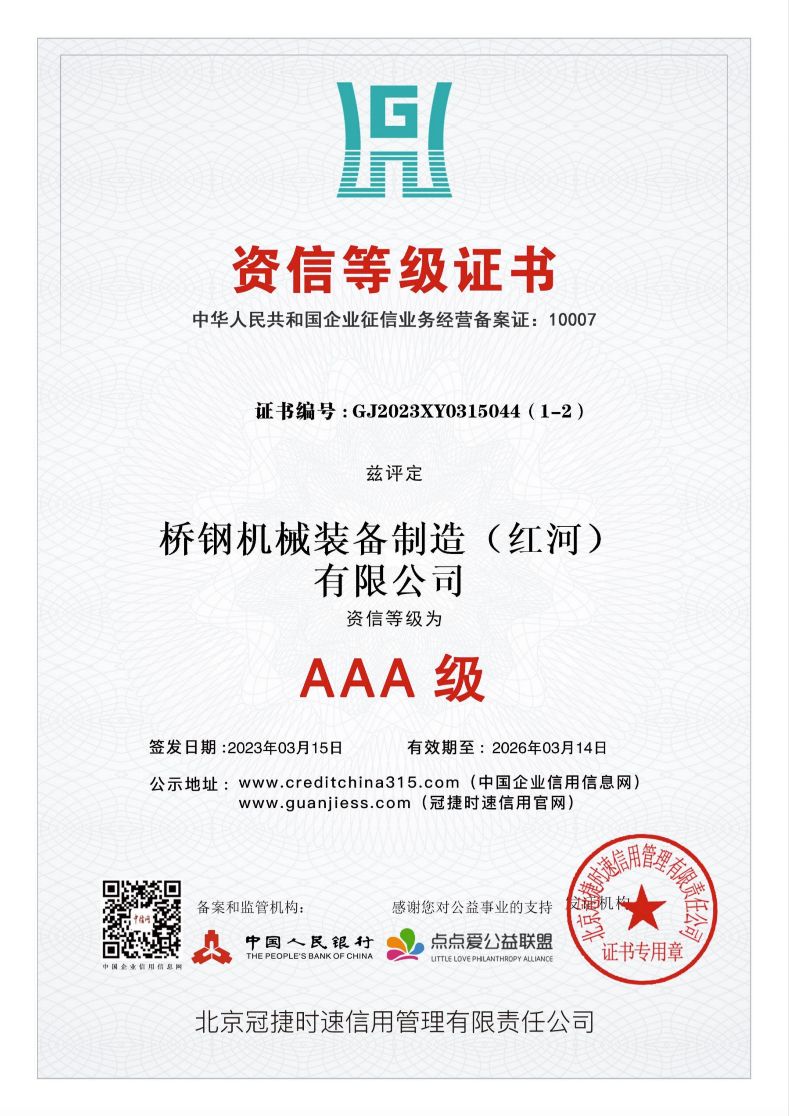 资信等级证书
中华人民共和国企业征信业务经营备案证：10007
证书编号：GJ2023XY0315044（1-2）
兹评定
桥钢机械装备制造（红河）
有限公司
资信等级为
AAA 级
签发日期：2023年03月15日 有效期至：2026年03月14日
公示地址：www.creditchina315.com（中国企业信用信息网）
www.guanjiess.com（冠捷时速信用官网）
备案和监管机构： 感谢您对公益事业的支持 发证机构
中国人民银行
THE PEOPLE'S BANK OF CHINA
点点爱公益联盟
LITTLE LOVE PHILANTHROPY ALLIANCE
中信网
中国企业信用信息网
北京冠捷时速信用管理有限责任公司
证书专用章
北京冠捷时速信用管理有限责任公司